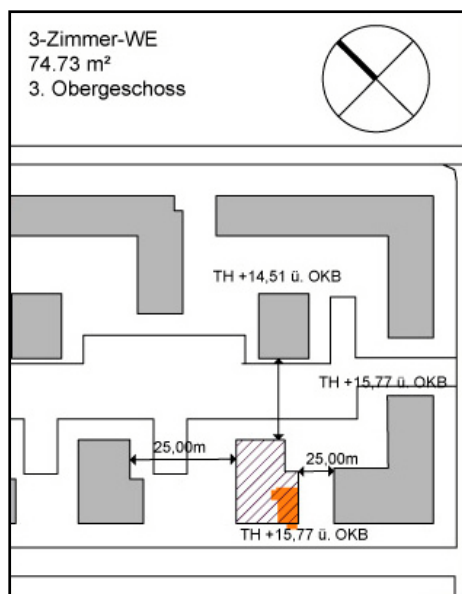 3-Zimmer-WE
74.73 m²
3. Obergeschoss
TH +14,51 ü. OKB
TH +15,77 ü. OKB
25,00m
25,00m
TH +15,77 ü. OKB